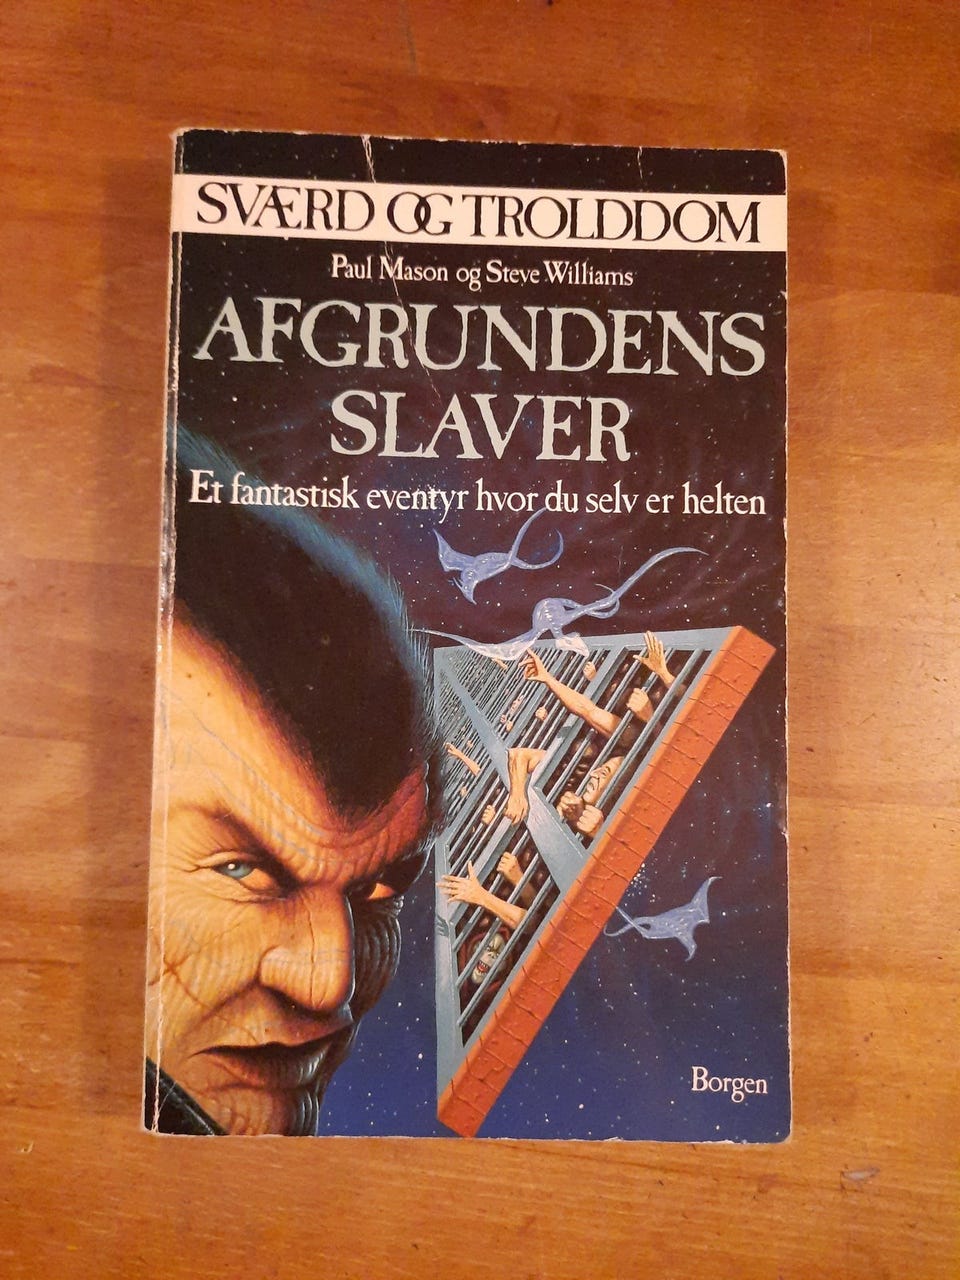 SVÆRD OG TROLDDOM
Paul Mason og Steve Williams
AFGRUNDENS
SLAVER
Et fantastisk eventyr hvor du selv er helten
Borgen